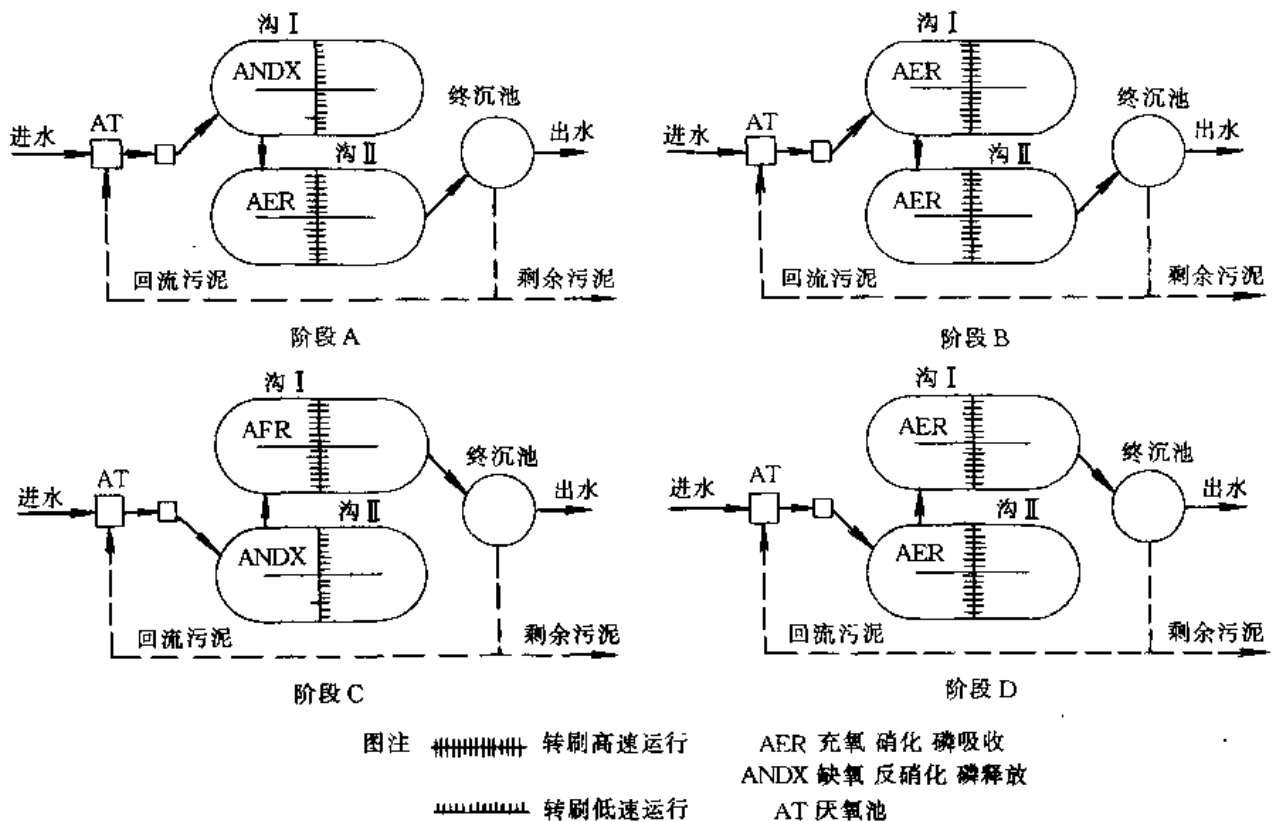 沟Ⅰ
ANDX
AT
进水
终沉池
出水
沟Ⅱ
AER
回流污泥
剩余污泥
阶段 A
沟Ⅰ
AER
AT
进水
终沉池
出水
沟Ⅱ
AER
回流污泥
剩余污泥
阶段 B
沟Ⅰ
AFR
AT
进水
终沉池
出水
沟Ⅱ
ANDX
回流污泥
剩余污泥
阶段 C
沟Ⅰ
AER
AT
进水
终沉池
出水
沟Ⅱ
AER
回流污泥
剩余污泥
阶段 D
图注 转刷高速运行 AER 充氧 硝化 磷吸收
ANDX 缺氧 反硝化 磷释放
转刷低速运行 AT 厌氧池